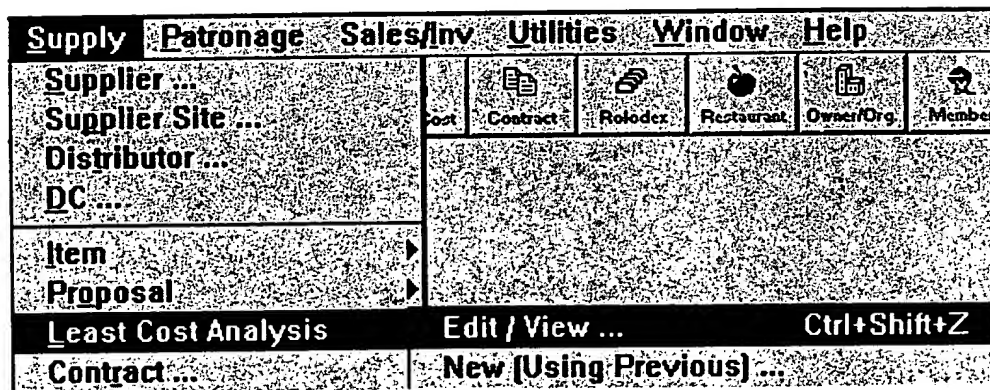 Supply Patronage Sales/Inv Utilities Window Help
Supplier ...
Supplier Site ...
Distributor ...
DC ...
Item
Proposal
Least Cost Analysis
Contract ...
Cost Contract Rolodex Restaurant Owner/Org. Member
Edit / View ... Ctrl+Shift+Z
New (Using Previous) ...